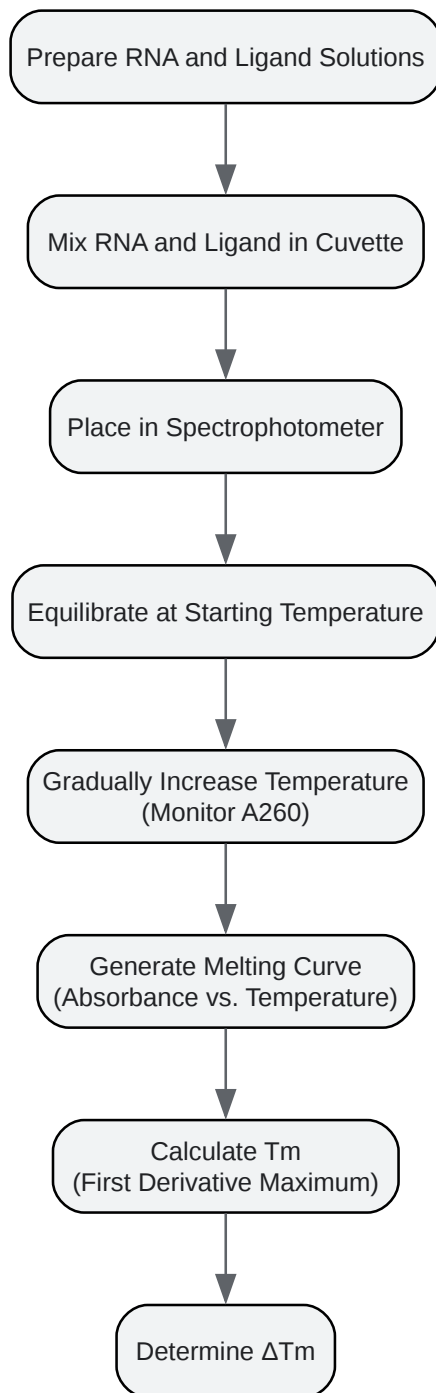 Prepare RNA and Ligand Solutions
Mix RNA and Ligand in Cuvette
Place in Spectrophotometer
Equilibrate at Starting Temperature
Gradually Increase Temperature
(Monitor A260)
Generate Melting Curve
(Absorbance vs. Temperature)
Calculate Tm
(First Derivative Maximum)
Determine ΔTm